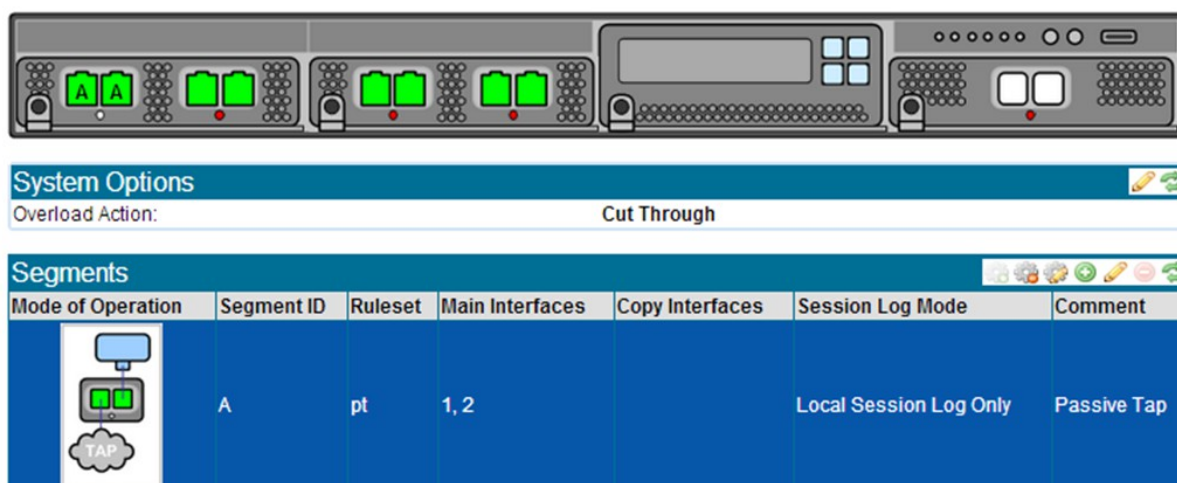 A A
System Options
Overload Action: Cut Through
Segments
Mode of Operation Segment ID Ruleset Main Interfaces Copy Interfaces Session Log Mode Comment
TAP
A pt 1, 2 Local Session Log Only Passive Tap